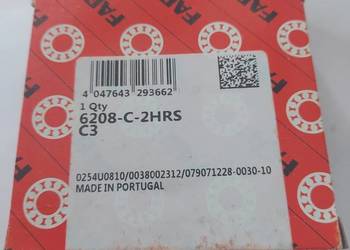 4 047643 293662
1 Qty
6208-C-2HRS
C3
0254U0810/0038002312/079071228-0030-10
MADE IN PORTUGAL